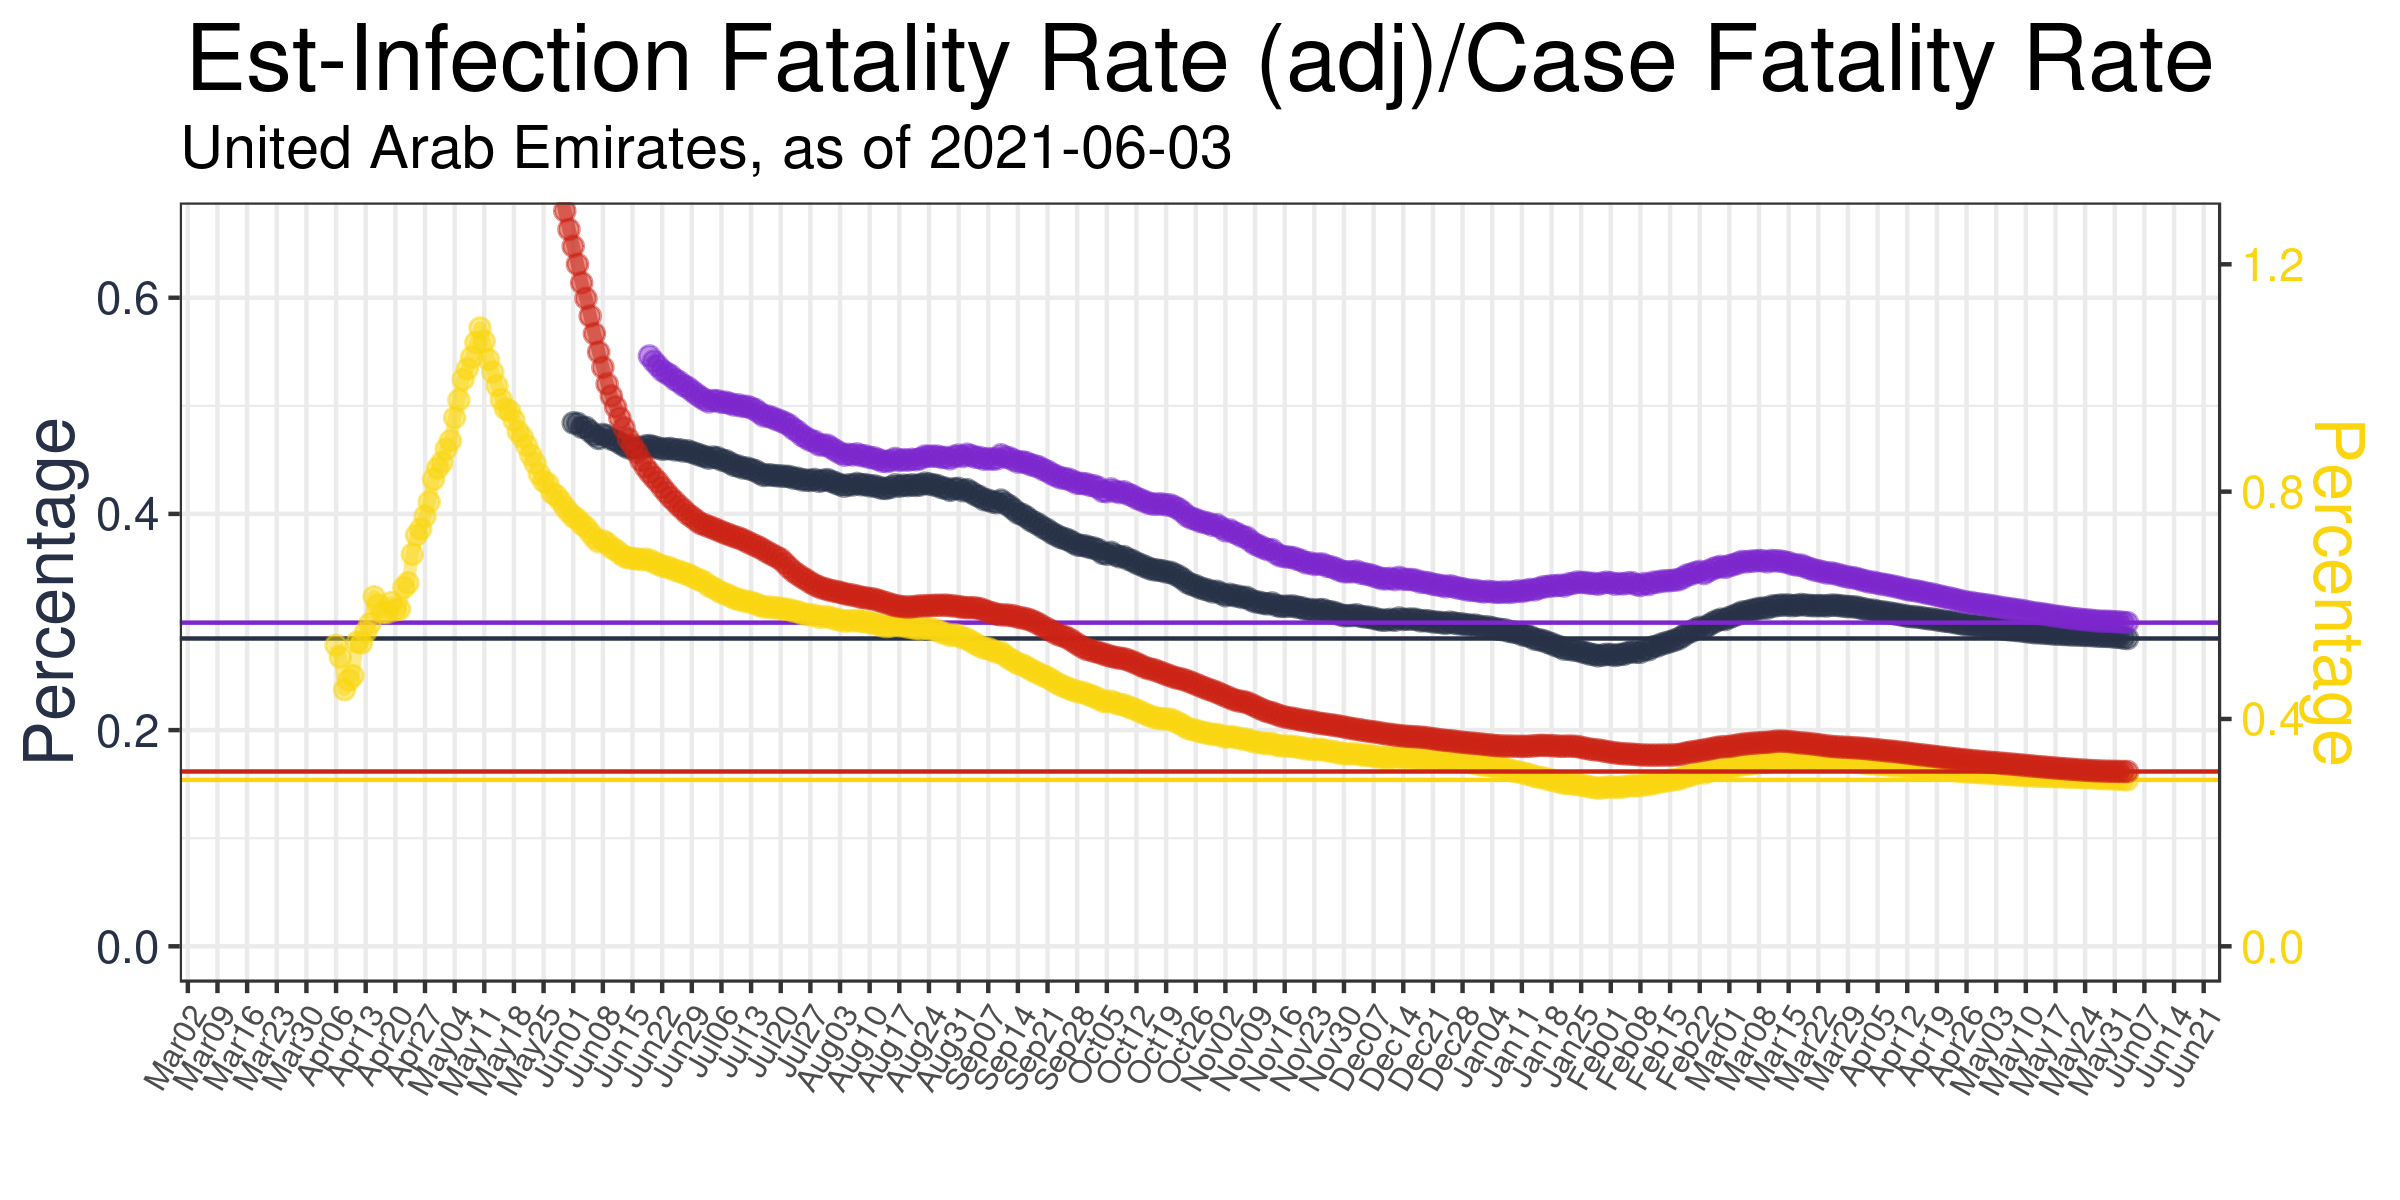 Est-Infection Fatality Rate (adj)/Case Fatality Rate
United Arab Emirates, as of 2021-06-03
Percentage
0.6
0.4
0.2
0.0
1.2
0.8
0.4
0.0
Percentage
Mar02 Mar09 Mar16 Mar23 Mar30 Apr06 Apr13 Apr20 Apr27 May04 May11 May18 May25 Jun01 Jun08 Jun15 Jun22 Jun29 Jul06 Jul13 Jul20 Jul27 Aug03 Aug10 Aug17 Aug24 Aug31 Sep07 Sep14 Sep21 Sep28 Oct05 Oct12 Oct19 Oct26 Nov02 Nov09 Nov16 Nov23 Nov30 Dec07 Dec14 Dec21 Dec28 Jan04 Jan11 Jan18 Jan25 Feb01 Feb08 Feb15 Feb22 Mar01 Mar08 Mar15 Mar22 Mar29 Apr05 Apr12 Apr19 Apr26 May03 May10 May17 May24 May31 Jun07 Jun14 Jun21